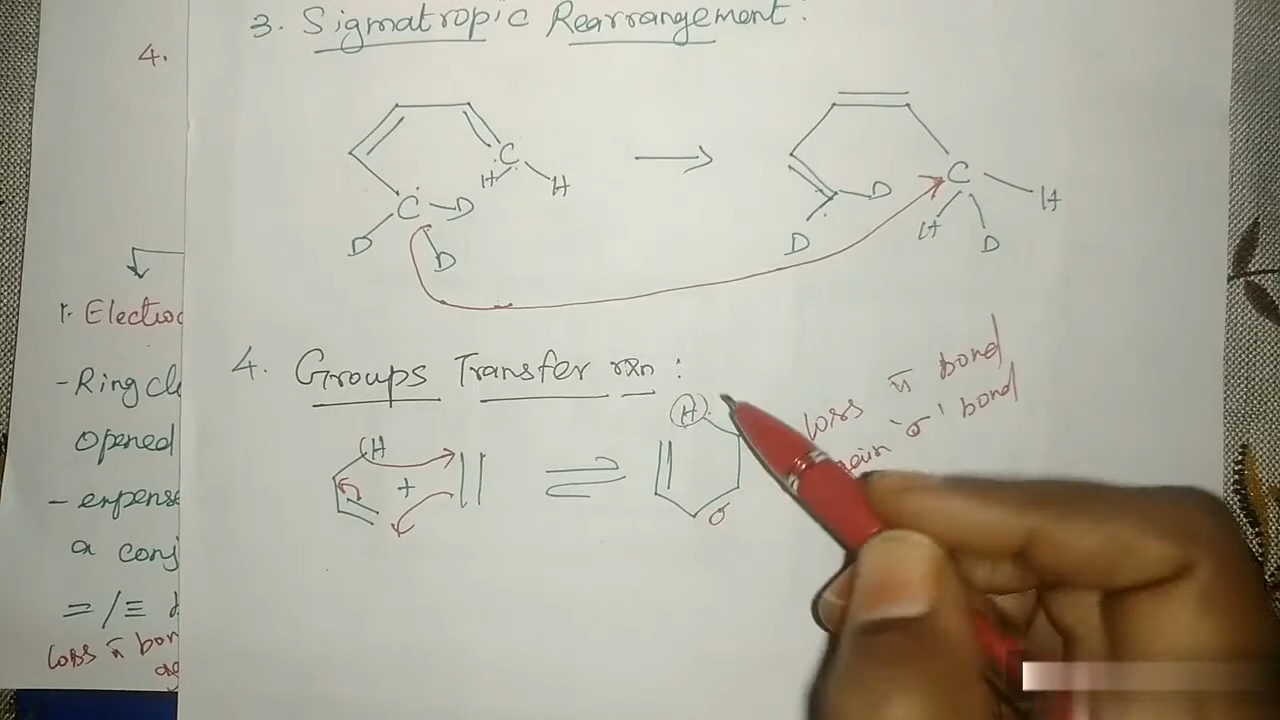 3. Sigmatropic Rearrangement:
4.
C
H
H
C
D
D
D
D
D
C
H
H
D
1. Electroc
- Ring cl
opened
- expense
a conj
= / ≡
loss π bon
4. Groups Transfer rxn:
H
+
H
σ
loss π bond
gain 'σ' bond